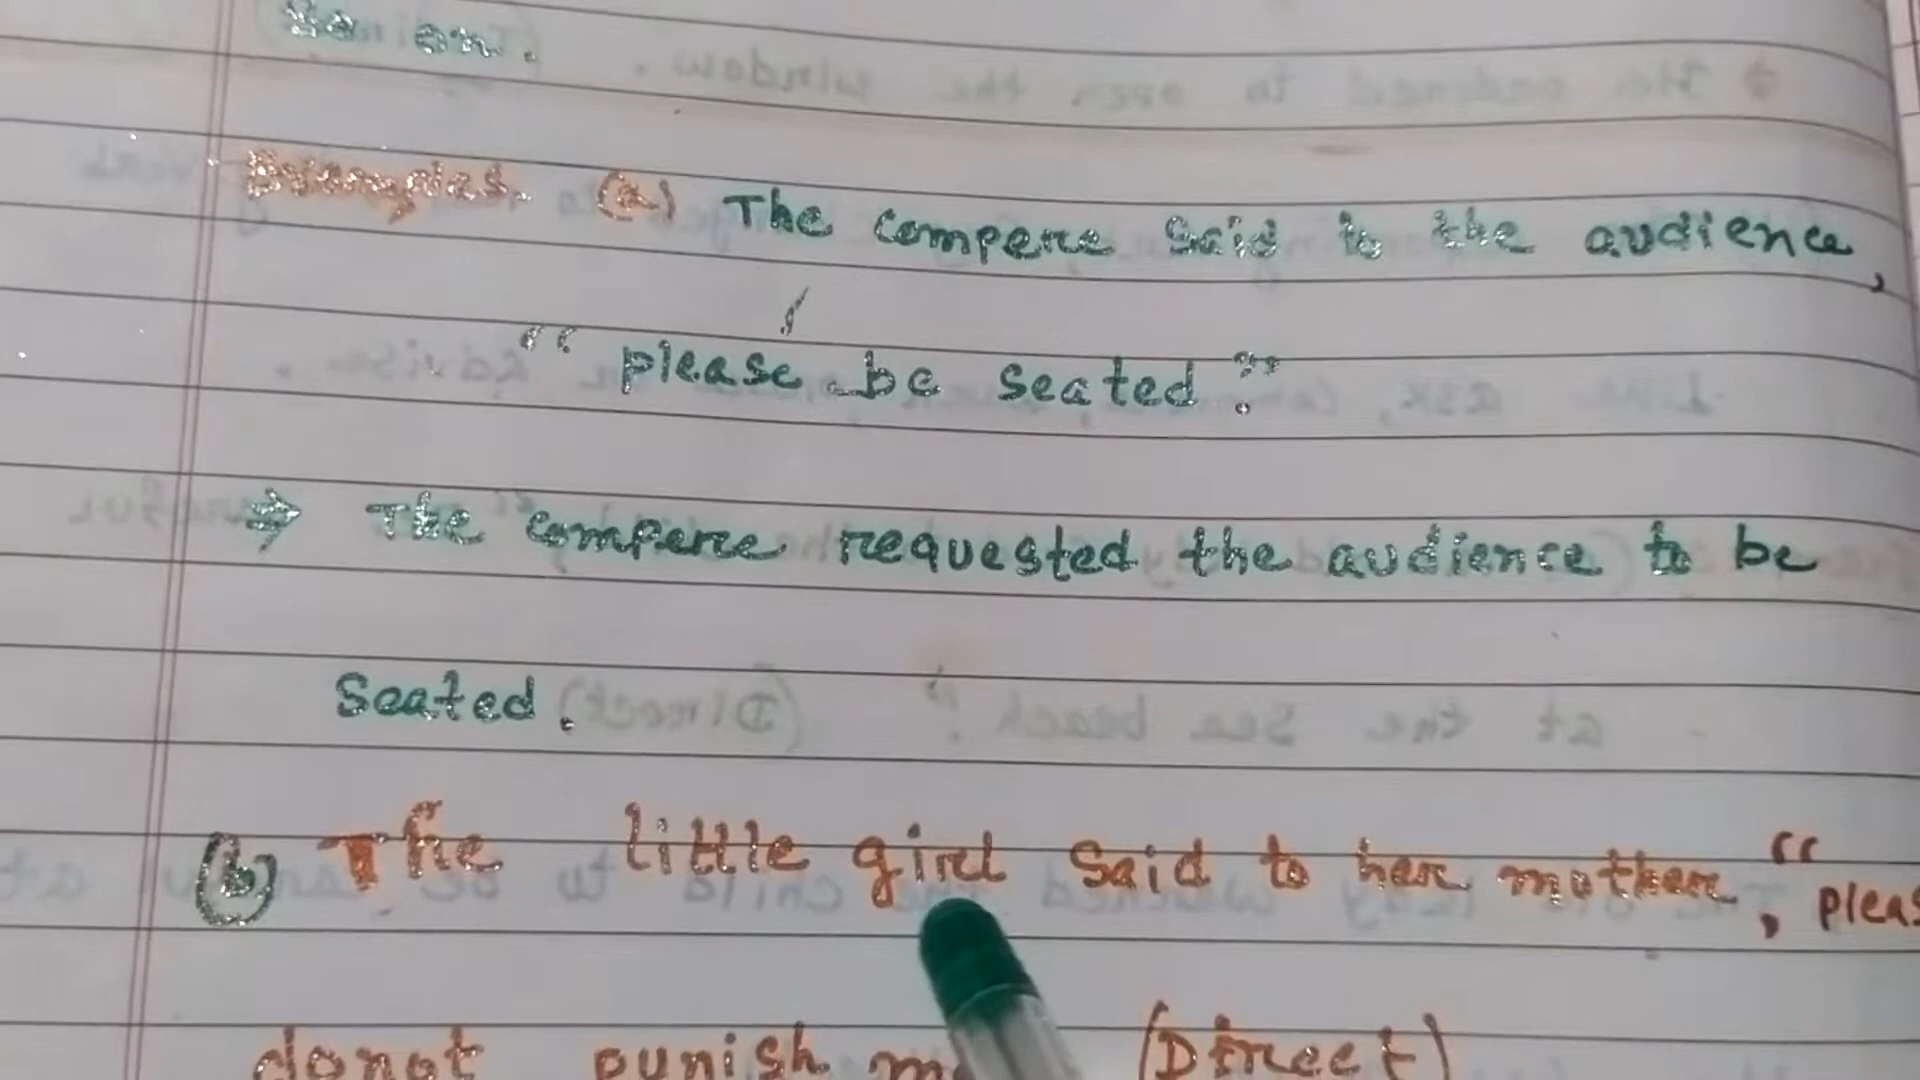 Examples. (a) The compere said to the audience,
“ please be seated.”
⇒ The compere requested the audience to be
Seated.
(b) The little girl said to her mother, “ pleas
donot punish m (Direct)